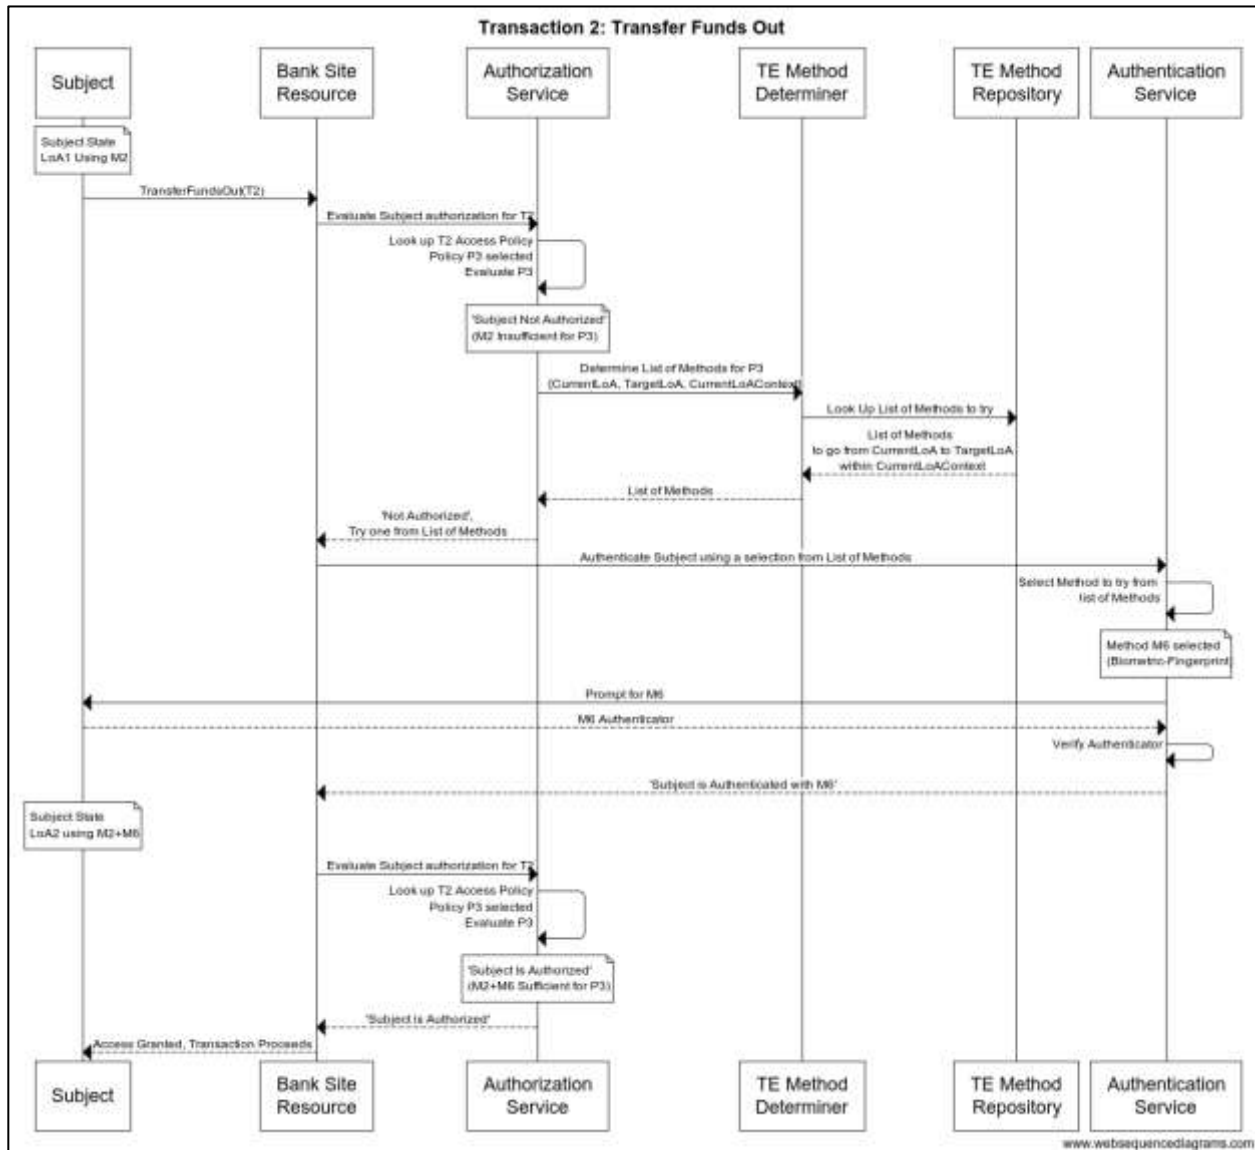 Transaction 2: Transfer Funds Out
Subject
Bank Site
Resource
Authorization
Service
TE Method
Determiner
TE Method
Repository
Authentication
Service
Subject State
LoA1 Using M2
TransferFundsOut(T2)
Evaluate Subject authorization for T2
Look up T2 Access Policy
Policy P3 selected
Evaluate P3
'Subject Not Authorized'
(M2 Insufficient for P3)
Determine List of Methods for P3
(CurrentLoA, TargetLoA, CurrentLoAContext)
Look Up List of Methods to try
List of Methods
to go from CurrentLoA to TargetLoA
within CurrentLoAContext
List of Methods
'Not Authorized',
Try one from List of Methods
Authenticate Subject using a selection from List of Methods
Select Method to try from
list of Methods
Method M6 selected
(Biometric-Fingerprint)
Prompt for M6
M6 Authenticator
Verify Authenticator
'Subject is Authenticated with M6'
Subject State
LoA2 using M2+M6
Evaluate Subject authorization for T2
Look up T2 Access Policy
Policy P3 selected
Evaluate P3
'Subject Is Authorized'
(M2+M6 Sufficient for P3)
'Subject Is Authorized'
Access Granted, Transaction Proceeds
Subject
Bank Site
Resource
Authorization
Service
TE Method
Determiner
TE Method
Repository
Authentication
Service
www.websequencediagrams.com